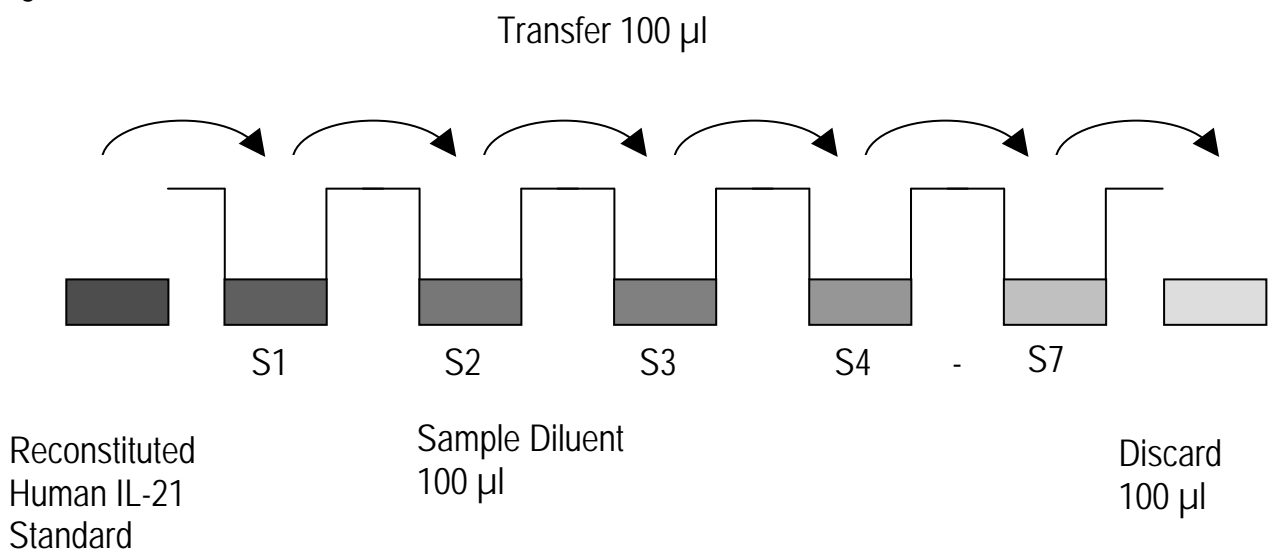 Transfer 100 µl
S1 S2 S3 S4 - S7
Reconstituted
Human IL-21
Standard
Sample Diluent
100 µl
Discard
100 µl